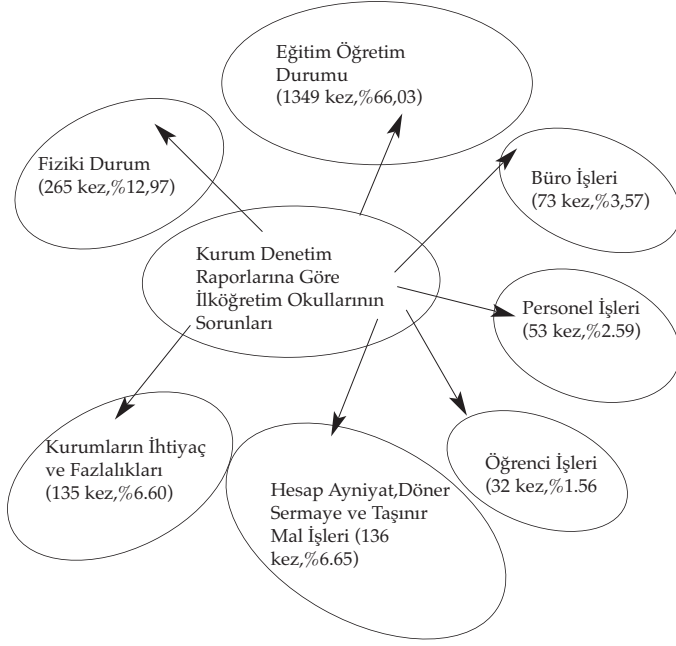 Eğitim Öğretim
Durumu
(1349 kez,%66,03)
Fiziki Durum
(265 kez,%12,97)
Büro İşleri
(73 kez,%3,57)
Kurum Denetim
Raporlarına Göre
İlköğretim Okullarının
Sorunları
Personel İşleri
(53 kez,%2.59)
Kurumların İhtiyaç
ve Fazlalıkları
(135 kez,%6.60)
Öğrenci İşleri
(32 kez,%1.56
Hesap Ayniyat,Döner
Sermaye ve Taşınır
Mal İşleri (136
kez,%6.65)